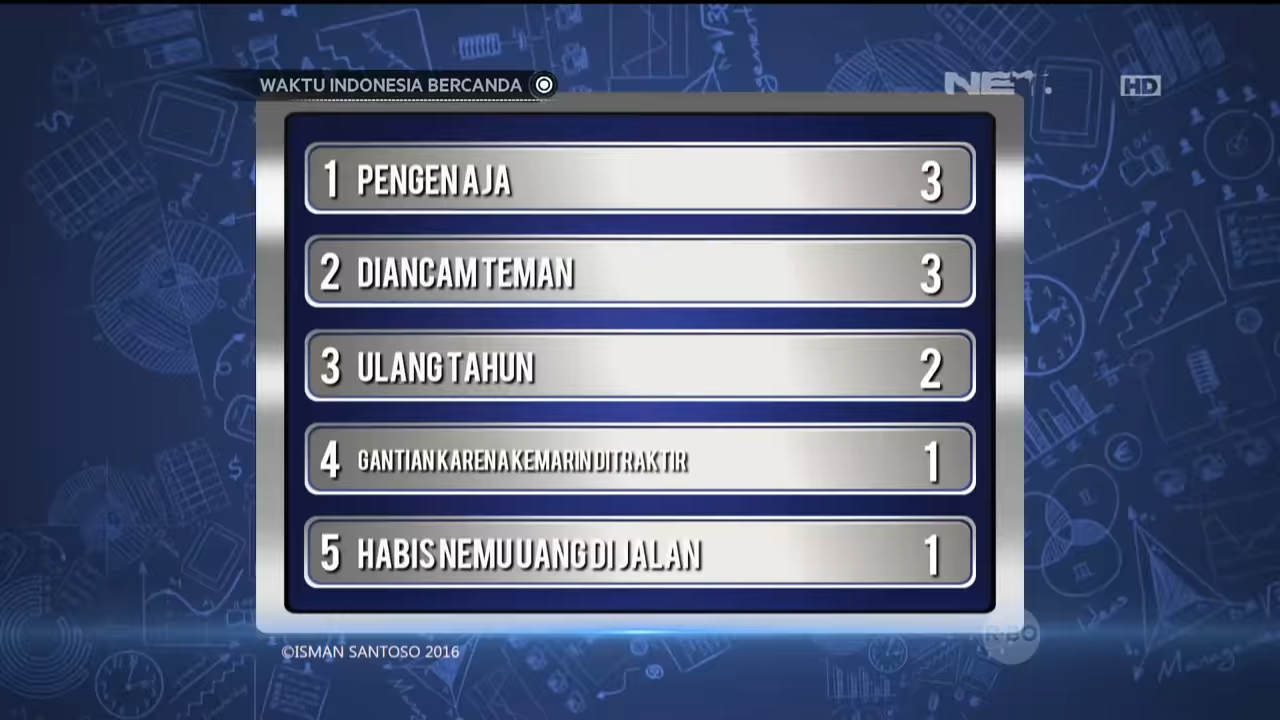 WAKTU INDONESIA BERCANDA
NET.
HD
1 PENGEN AJA 3
2 DIANCAM TEMAN 3
3 ULANG TAHUN 2
4 GANTIAN KARENA KEMARIN DITRAKTIR 1
5 HABIS NEMU UANG DI JALAN 1
R-BO
©ISMAN SANTOSO 2016